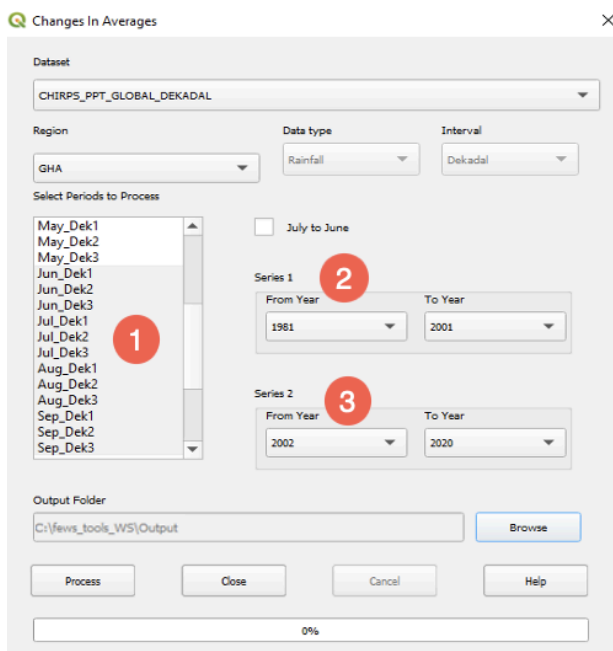 Changes In Averages
Dataset
CHIRPS_PPT_GLOBAL_DEKADAL
Region
Data type
Interval
GHA
Rainfall
Dekadal
Select Periods to Process
May_Dek1
May_Dek2
May_Dek3
Jun_Dek1
Jun_Dek2
Jun_Dek3
Jul_Dek1
Jul_Dek2
Jul_Dek3
Aug_Dek1
Aug_Dek2
Aug_Dek3
Sep_Dek1
Sep_Dek2
Sep_Dek3
1
July to June
Series 1
2
From Year
To Year
1981
2001
Series 2
3
From Year
To Year
2002
2020
Output Folder
C:\fews_tools_WS\Output
Browse
Process
Close
Cancel
Help
0%